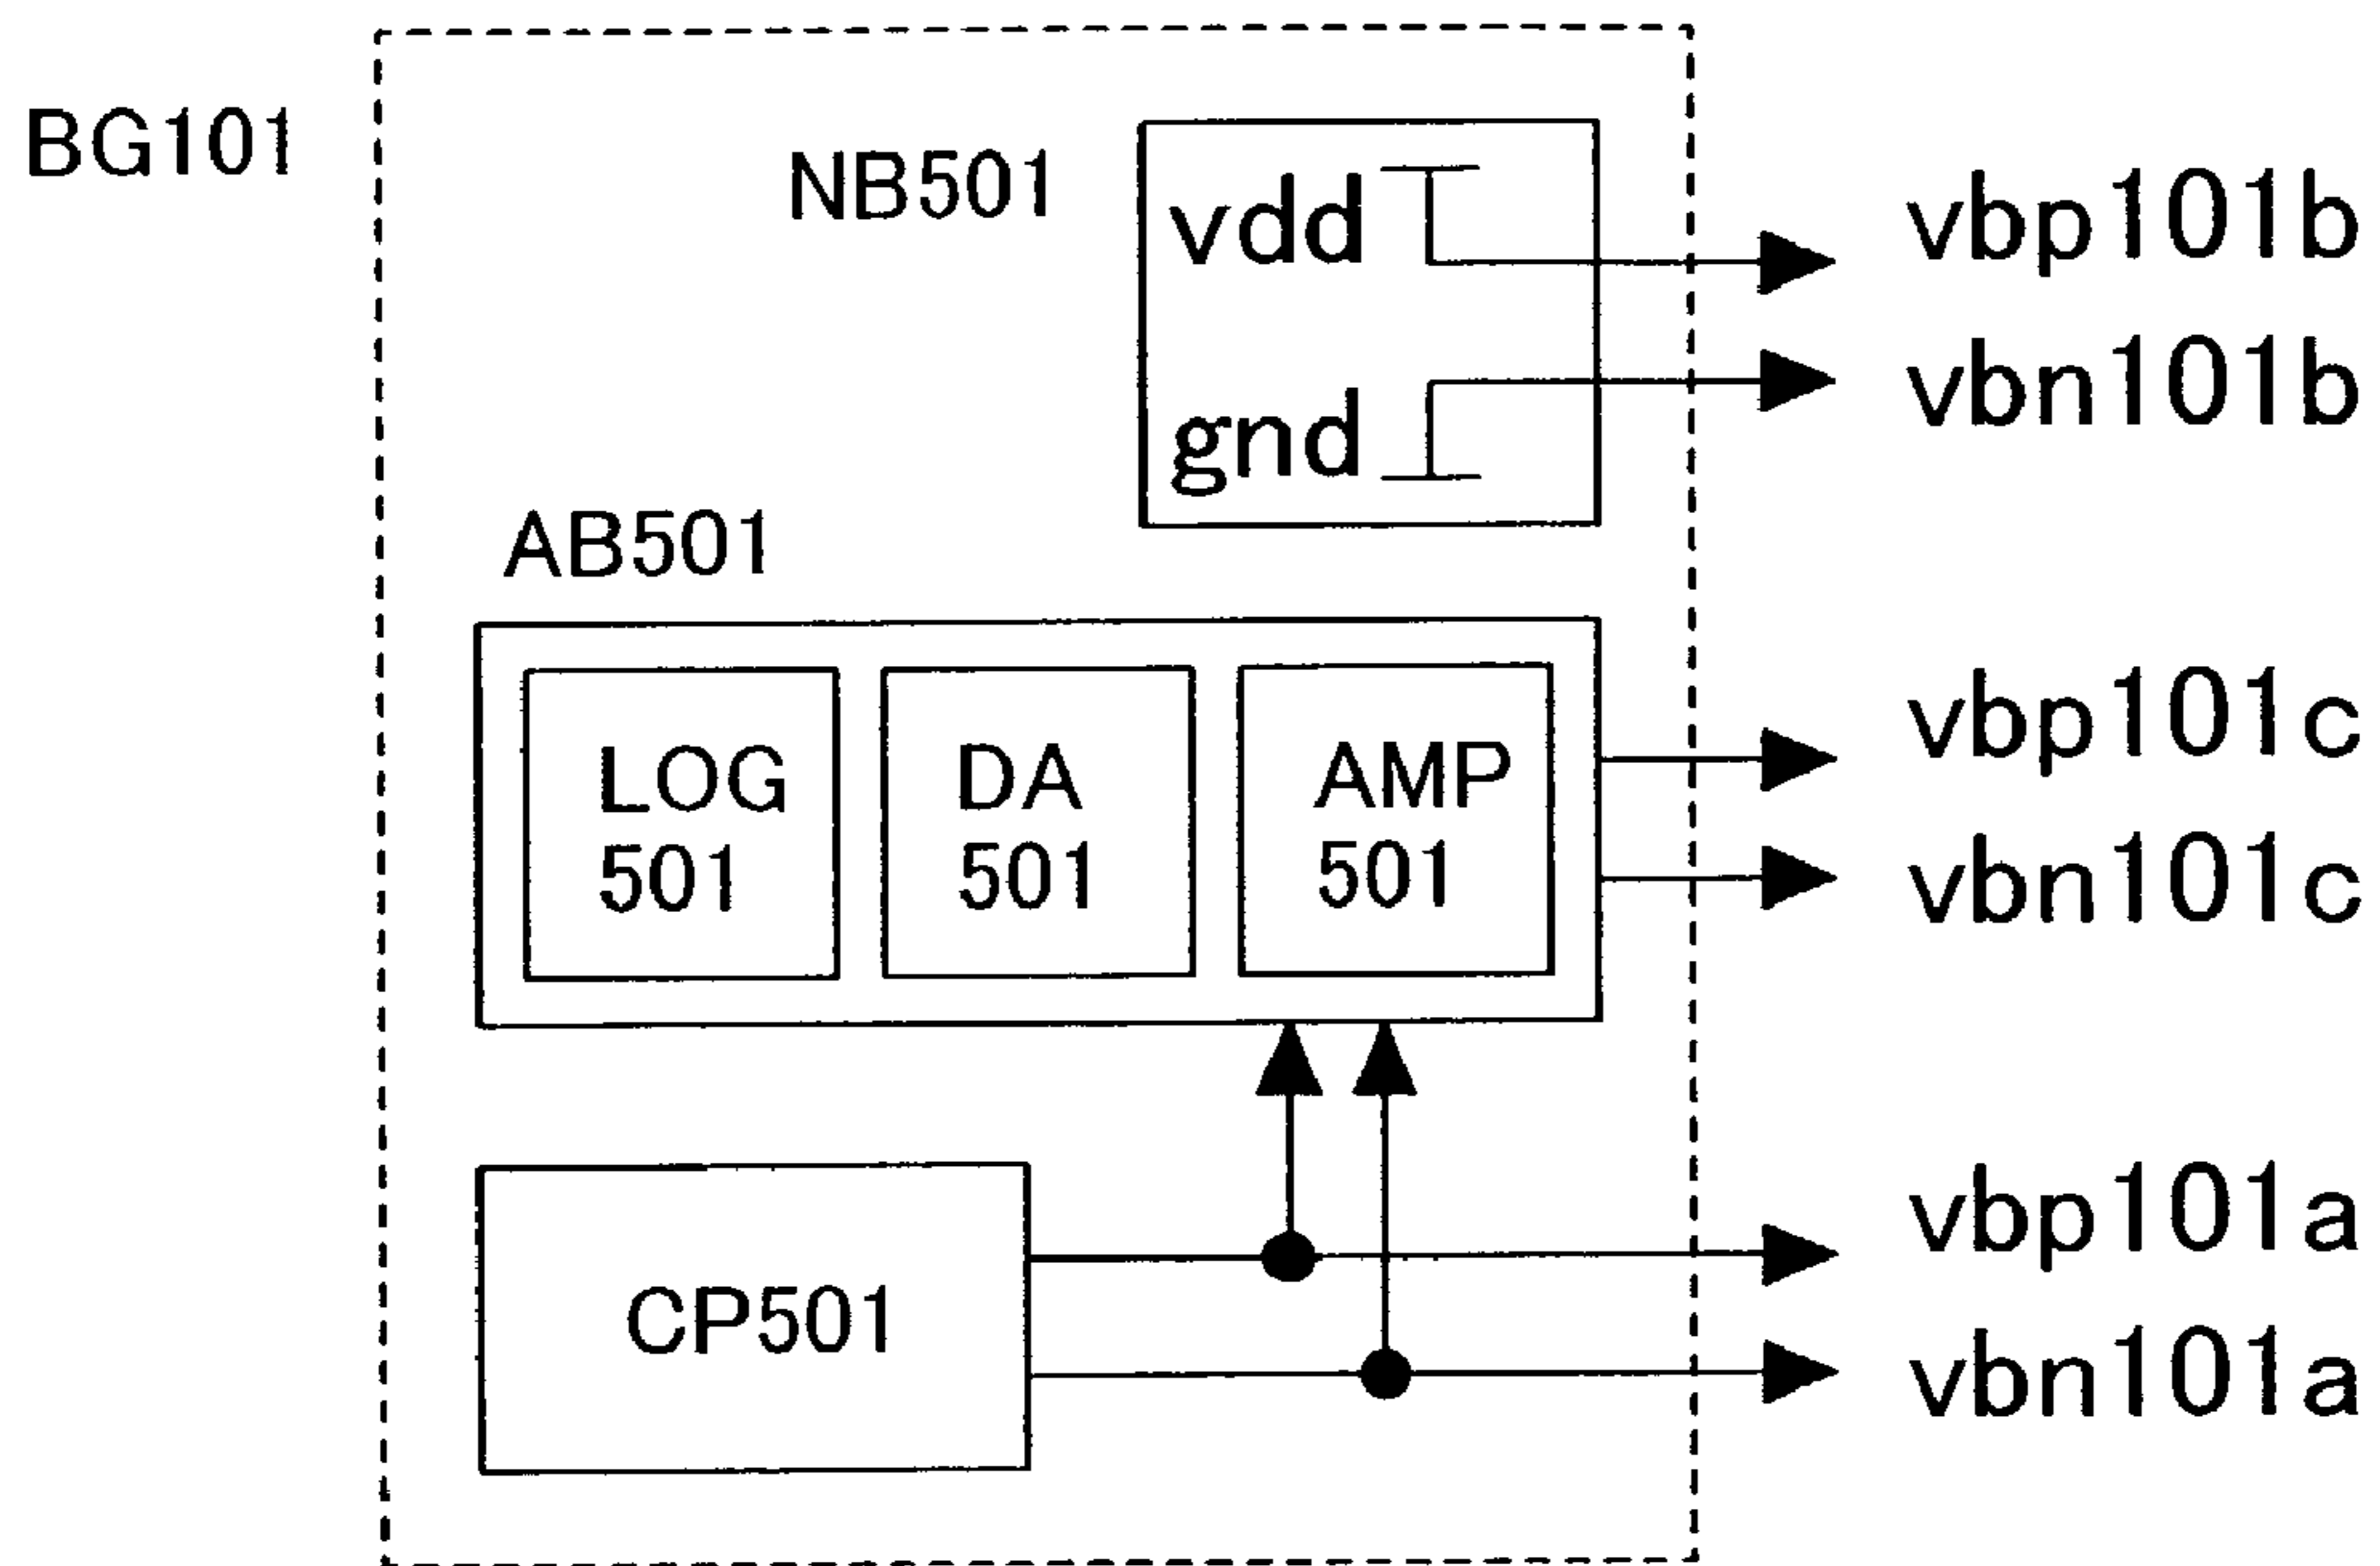 BG101
NB501
vdd
gnd
vbp101b
vbn101b
AB501
LOG
501
DA
501
AMP
501
vbp101c
vbn101c
CP501
vbp101a
vbn101a